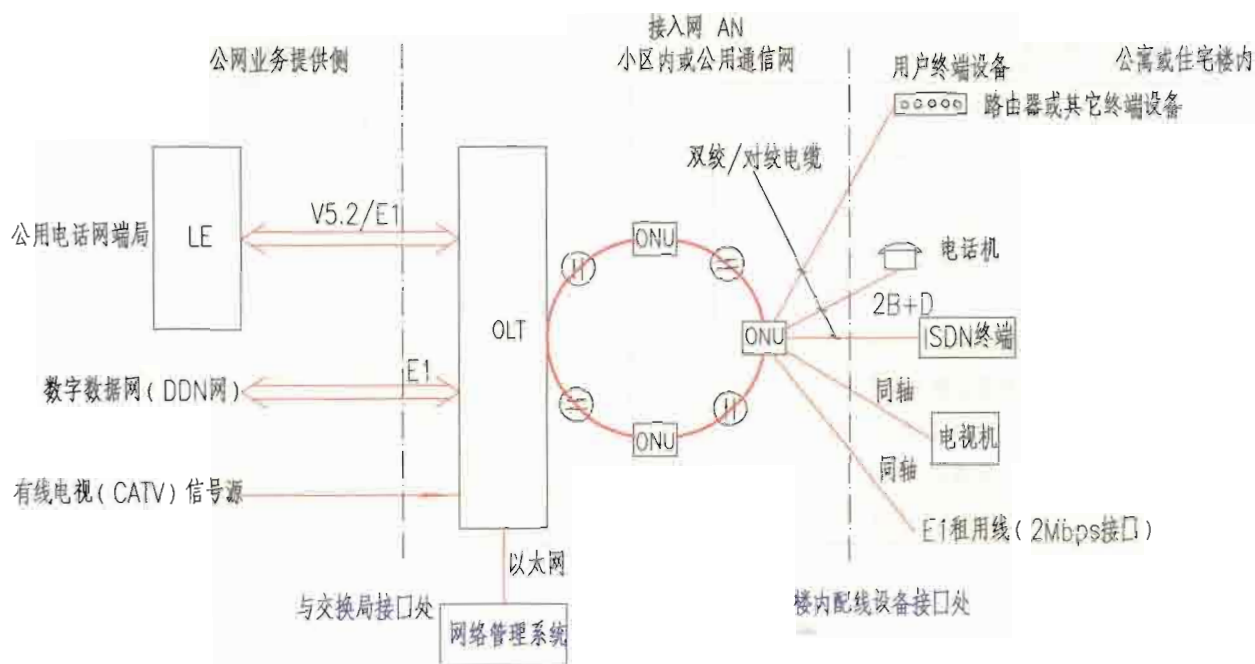 接入网 AN
公网业务提供侧
小区内或公用通信网
用户终端设备
公寓或住宅楼内
路由器或其它终端设备
双绞/对绞电缆
V5.2/E1
公用电话网端局
LE
ONU
电话机
2B+D
OLT
ONU
ISDN终端
E1
数字数据网(DDN网)
同轴
ONU
电视机
同轴
有线电视(CATV)信号源
E1租用线(2Mbps接口)
以太网
与交换局接口处
楼内配线设备接口处
网络管理系统